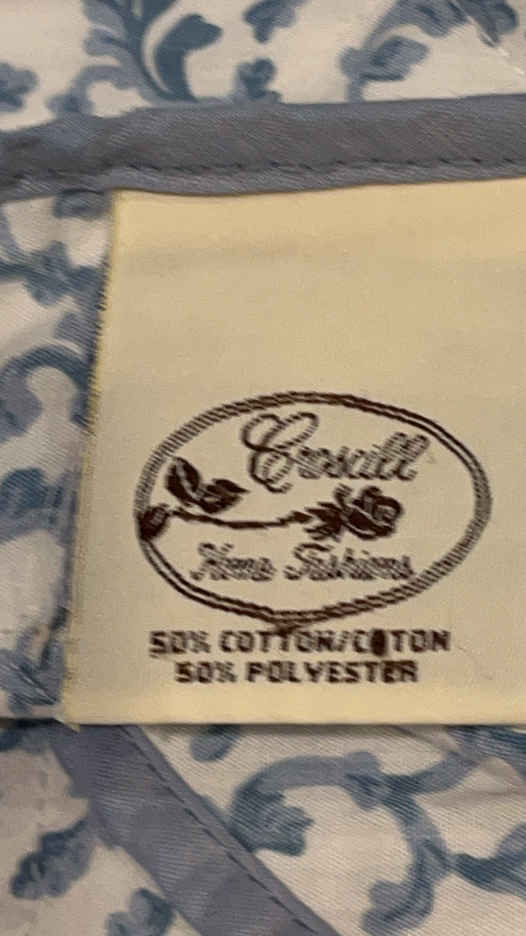 Croscill
Home Fashions
50% COTTON/COTON
50% POLYESTER